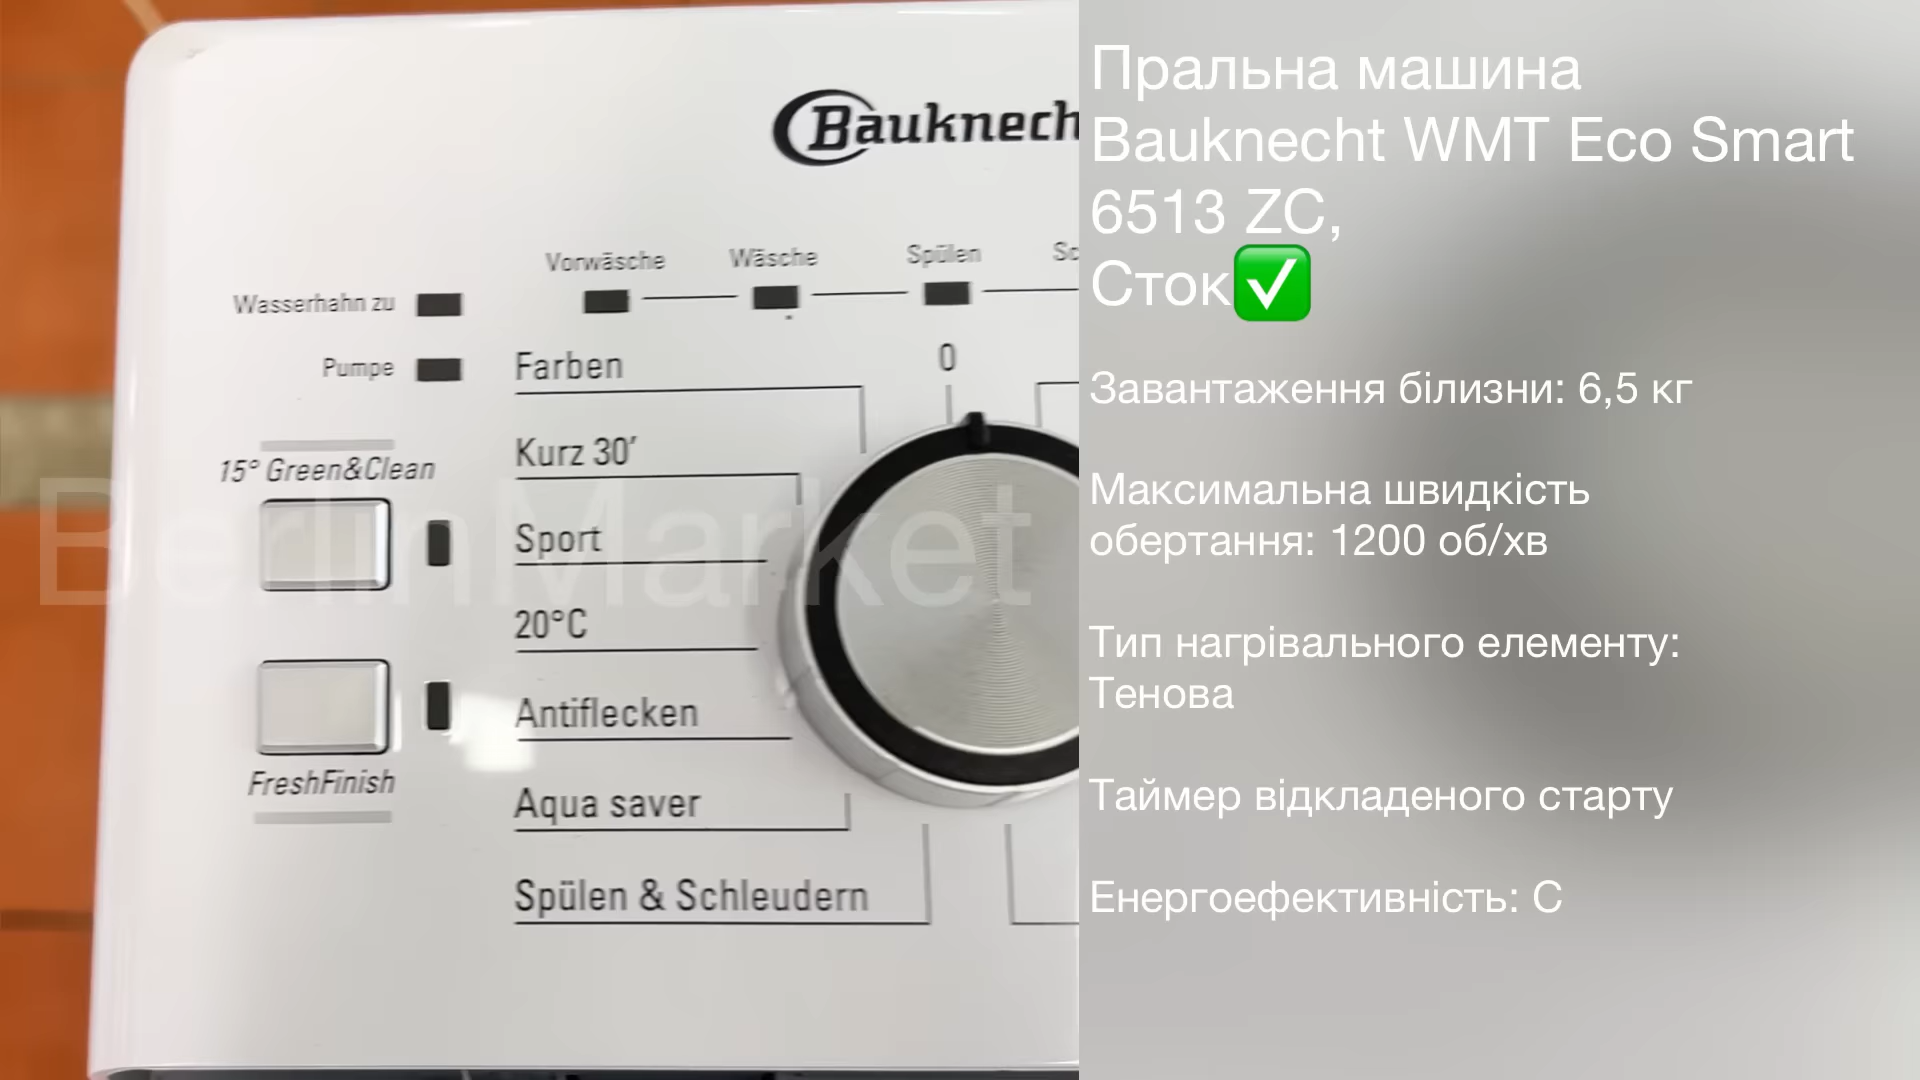 Bauknech
Vorwäsche
Wäsche
Spülen
Sc
Wasserhahn zu
Pumpe
Farben
0
Kurz 30′
15° Green&Clean
Sport
20°C
Antiflecken
FreshFinish
Aqua saver
Spülen & Schleudern
BerlinMarket
Пральна машина
Bauknecht WMT Eco Smart
6513 ZC,
Сток✅
Завантаження білизни: 6,5 кг
Максимальна швидкість
обертання: 1200 об/хв
Тип нагрівального елементу:
Тенова
Таймер відкладеного старту
Енергоефективність: C